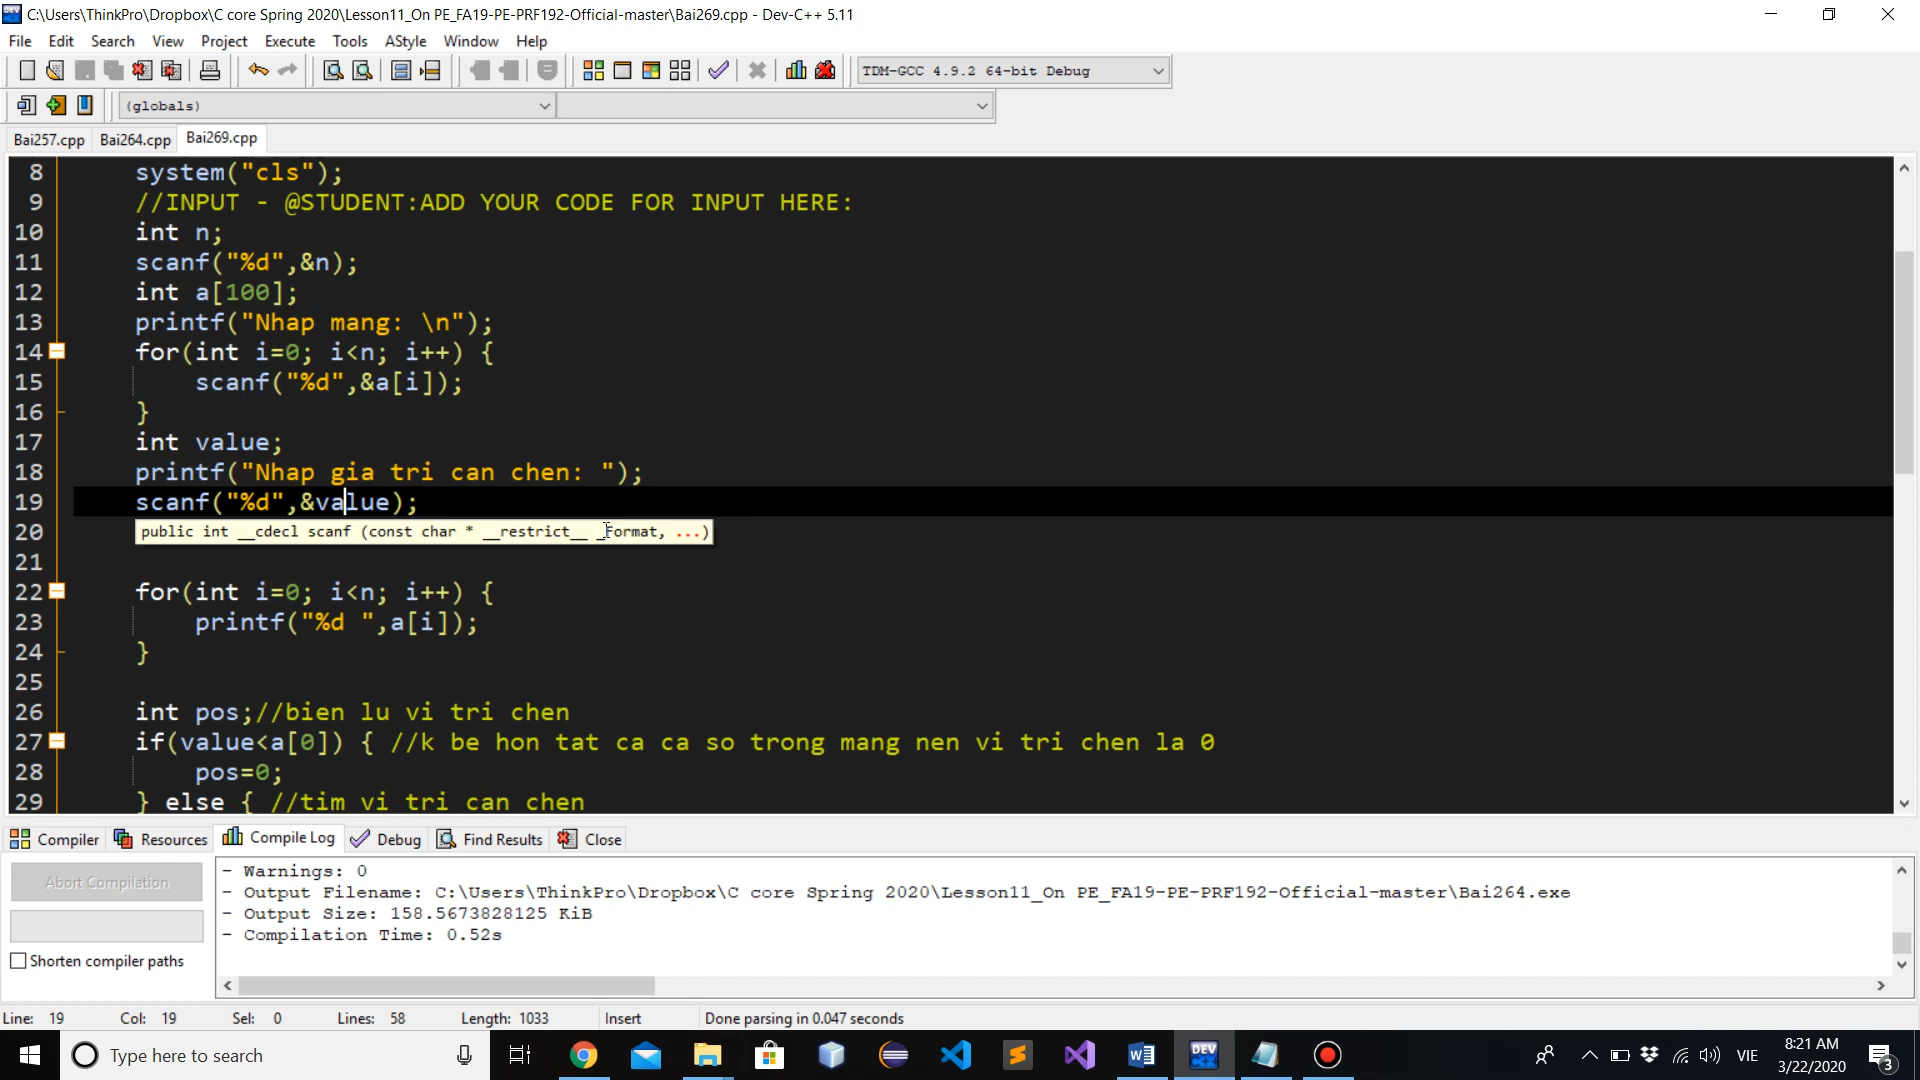 C:\Users\ThinkPro\Dropbox\C core Spring 2020\Lesson11_On PE_FA19-PE-PRF192-Official-master\Bai269.cpp - Dev-C++ 5.11
File Edit Search View Project Execute Tools AStyle Window Help
TDM-GCC 4.9.2 64-bit Debug
(globals)
Bai257.cpp Bai264.cpp Bai269.cpp
8 system("cls");
9 //INPUT - @STUDENT:ADD YOUR CODE FOR INPUT HERE:
10 int n;
11 scanf("%d",&n);
12 int a[100];
13 printf("Nhap mang: \n");
14 for(int i=0; i<n; i++) {
15 scanf("%d",&a[i]);
16 }
17 int value;
18 printf("Nhap gia tri can chen: ");
19 scanf("%d",&value);
20 public int __cdecl scanf (const char * __restrict__ _Format, ...)
21
22 for(int i=0; i<n; i++) {
23 printf("%d ",a[i]);
24 }
25
26 int pos;//bien lu vi tri chen
27 if(value<a[0]) { //k be hon tat ca ca so trong mang nen vi tri chen la 0
28 pos=0;
29 } else { //tim vi tri can chen
Compiler Resources Compile Log Debug Find Results Close
Abort Compilation
Shorten compiler paths
- Warnings: 0
- Output Filename: C:\Users\ThinkPro\Dropbox\C core Spring 2020\Lesson11_On PE_FA19-PE-PRF192-Official-master\Bai264.exe
- Output Size: 158.5673828125 KiB
- Compilation Time: 0.52s
Line: 19 Col: 19 Sel: 0 Lines: 58 Length: 1033 Insert Done parsing in 0.047 seconds
Type here to search
DEV C++
VIE
8:21 AM
3/22/2020
3